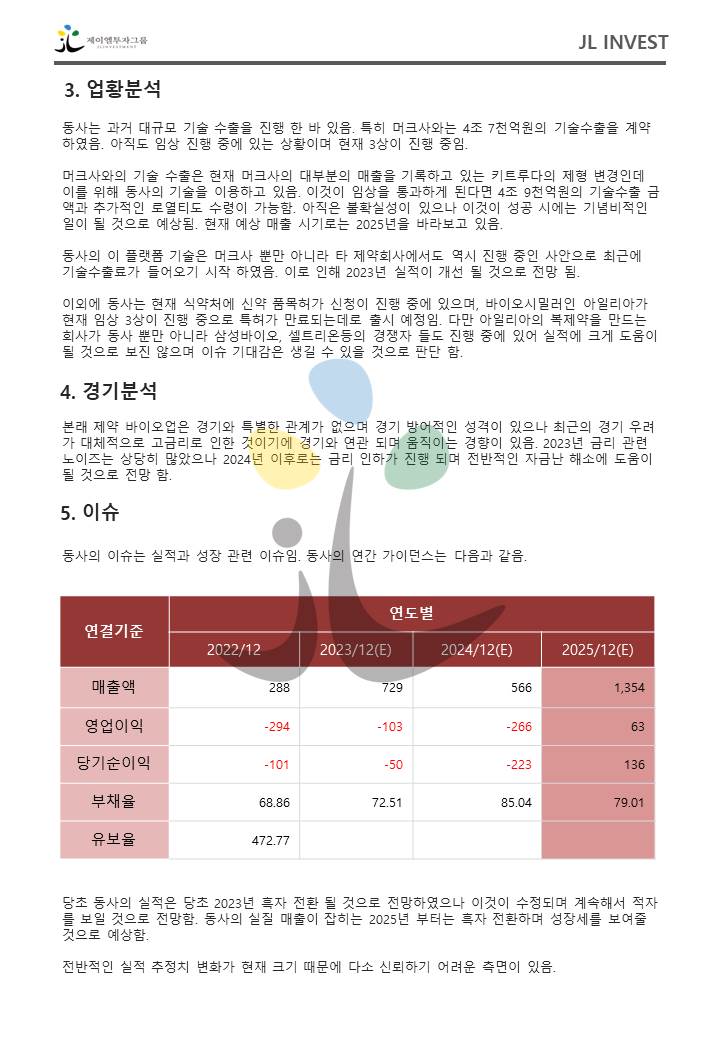 제이엘투자그룹
JL INVESTMENT
JL INVEST
3. 업황분석
동사는 과거 대규모 기술 수출을 진행 한 바 있음. 특히 머크사와는 4조 7천억원의 기술수출을 계약
하였음. 아직도 임상 진행 중에 있는 상황이며 현재 3상이 진행 중임.
머크사와의 기술 수출은 현재 머크사의 대부분의 매출을 기록하고 있는 키트루다의 제형 변경인데
이를 위해 동사의 기술을 이용하고 있음. 이것이 임상을 통과하게 된다면 4조 9천억원의 기술수출 금
액과 추가적인 로열티도 수령이 가능함. 아직은 불확실성이 있으나 이것이 성공 시에는 기념비적인
일이 될 것으로 예상됨. 현재 예상 매출 시기로는 2025년을 바라보고 있음.
동사의 이 플랫폼 기술은 머크사 뿐만 아니라 타 제약회사에서도 역시 진행 중인 사안으로 최근에
기술수출료가 들어오기 시작 하였음. 이로 인해 2023년 실적이 개선 될 것으로 전망 됨.
이외에 동사는 현재 식약처에 신약 품목허가 신청이 진행 중에 있으며, 바이오시밀러인 아일리아가
현재 임상 3상이 진행 중으로 특허가 만료되는데로 출시 예정임. 다만 아일리아의 복제약을 만드는
회사가 동사 뿐만 아니라 삼성바이오, 셀트리온등의 경쟁자 들도 진행 중에 있어 실적에 크게 도움이
될 것으로 보진 않으며 이슈 기대감은 생길 수 있을 것으로 판단 함.
4. 경기분석
본래 제약 바이오업은 경기와 특별한 관계가 없으며 경기 방어적인 성격이 있으나 최근의 경기 우려
가 대체적으로 고금리로 인한 것이기에 경기와 연관 되며 움직이는 경향이 있음. 2023년 금리 관련
노이즈는 상당히 많았으나 2024년 이후로는 금리 인하가 진행 되며 전반적인 자금난 해소에 도움이
될 것으로 전망 함.
5. 이슈
동사의 이슈는 실적과 성장 관련 이슈임. 동사의 연간 가이던스는 다음과 같음.
연결기준 연도별
2022/12 2023/12(E) 2024/12(E) 2025/12(E)
매출액 288 729 566 1,354
영업이익 -294 -103 -266 63
당기순이익 -101 -50 -223 136
부채율 68.86 72.51 85.04 79.01
유보율 472.77
당초 동사의 실적은 당초 2023년 흑자 전환 될 것으로 전망하였으나 이것이 수정되며 계속해서 적자
를 보일 것으로 전망함. 동사의 실질 매출이 잡히는 2025년 부터는 흑자 전환하며 성장세를 보여줄
것으로 예상함.
전반적인 실적 추정치 변화가 현재 크기 때문에 다소 신뢰하기 어려운 측면이 있음.